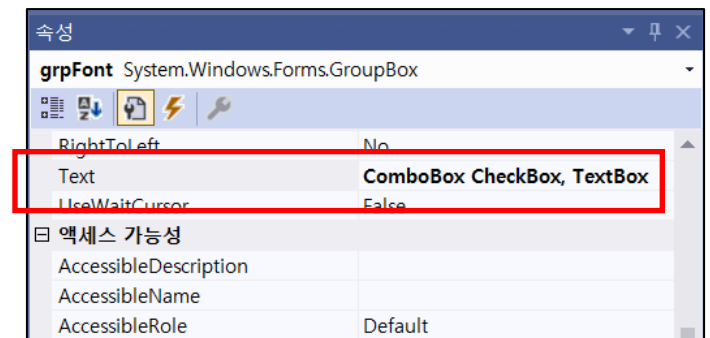 속성
grpFont System.Windows.Forms.GroupBox
RightToLeft No
Text ComboBox CheckBox, TextBox
UseWaitCursor False
액세스 가능성
AccessibleDescription
AccessibleName
AccessibleRole Default